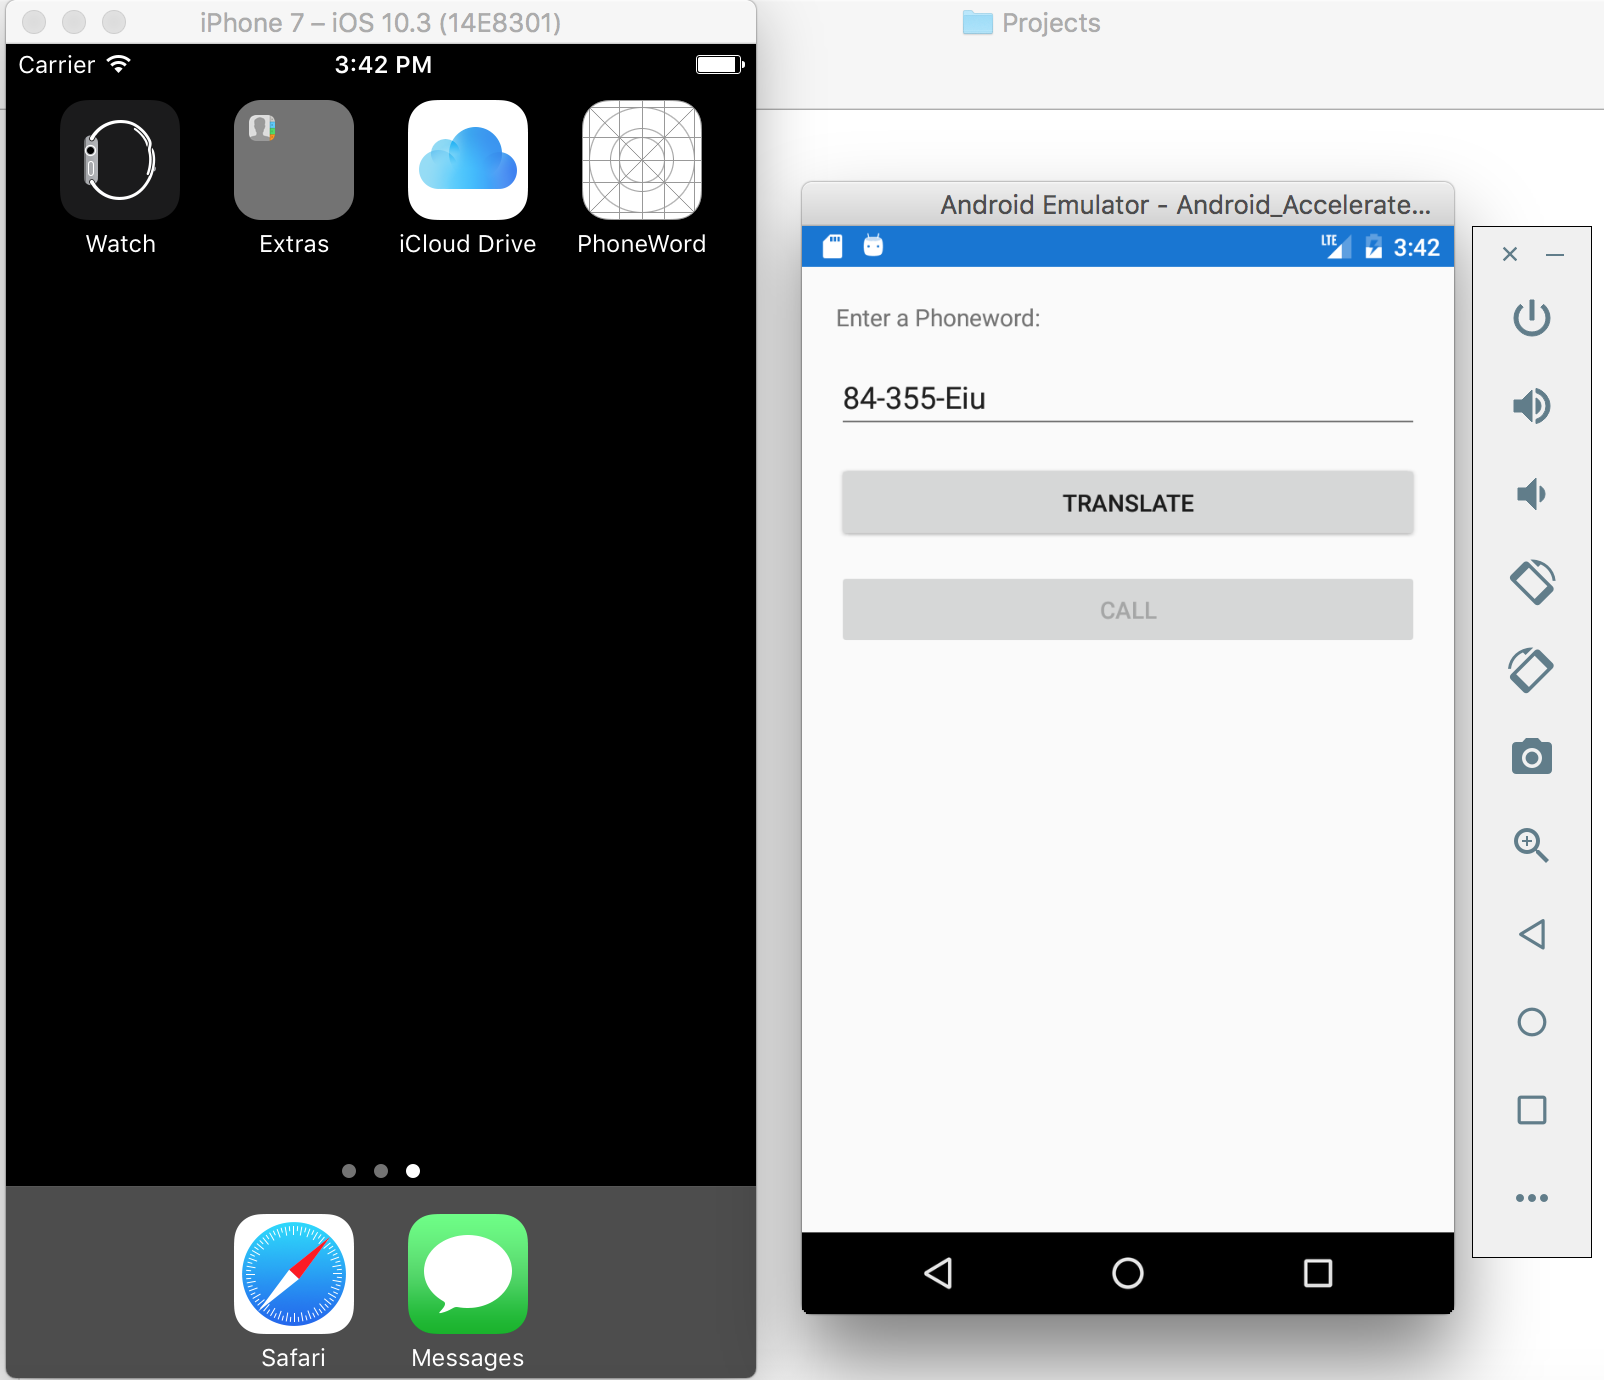 iPhone 7 – iOS 10.3 (14E8301)
Carrier
3:42 PM
Watch
Extras
iCloud Drive
PhoneWord
Safari
Messages
Projects
Android Emulator - Android_Accelerate...
LTE
3:42
Enter a Phoneword:
84-355-Eiu
TRANSLATE
CALL